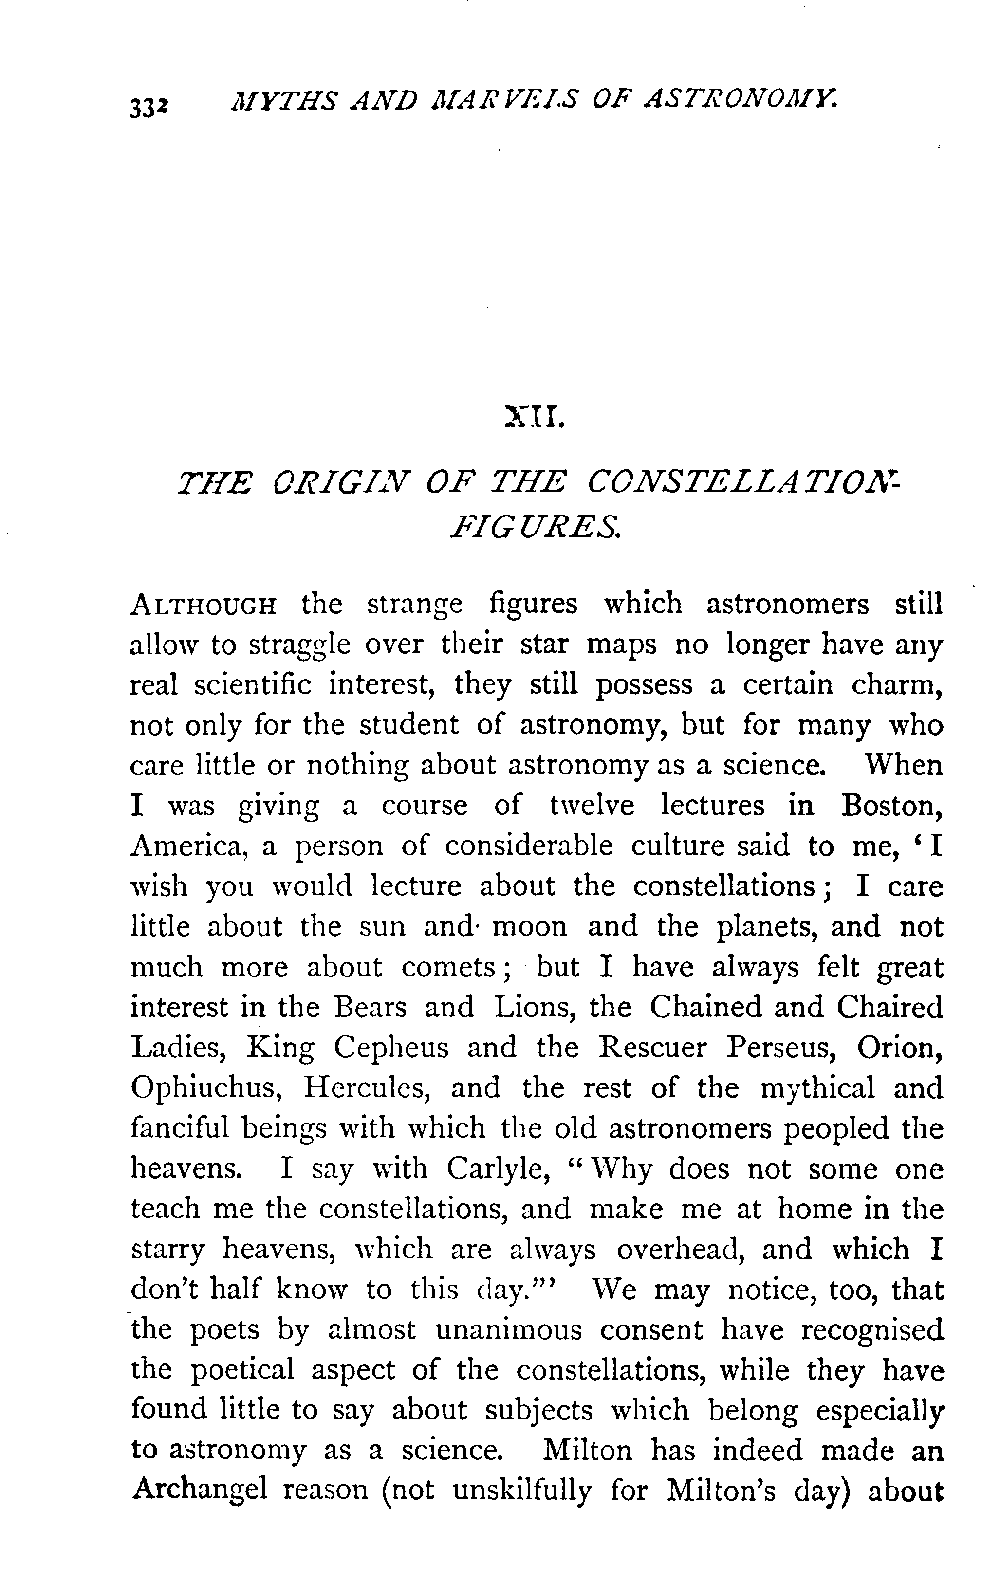 332 MYTHS AND MARVELS OF ASTRONOMY.
XII.
THE ORIGIN OF THE CONSTELLATION-
FIGURES.
ALTHOUGH the strange figures which astronomers still
allow to straggle over their star maps no longer have any
real scientific interest, they still possess a certain charm,
not only for the student of astronomy, but for many who
care little or nothing about astronomy as a science. When
I was giving a course of twelve lectures in Boston,
America, a person of considerable culture said to me, ‘I
wish you would lecture about the constellations; I care
little about the sun and moon and the planets, and not
much more about comets; but I have always felt great
interest in the Bears and Lions, the Chained and Chaired
Ladies, King Cepheus and the Rescuer Perseus, Orion,
Ophiuchus, Hercules, and the rest of the mythical and
fanciful beings with which the old astronomers peopled the
heavens. I say with Carlyle, “Why does not some one
teach me the constellations, and make me at home in the
starry heavens, which are always overhead, and which I
don't half know to this day.”’ We may notice, too, that
the poets by almost unanimous consent have recognised
the poetical aspect of the constellations, while they have
found little to say about subjects which belong especially
to astronomy as a science. Milton has indeed made an
Archangel reason (not unskilfully for Milton's day) about